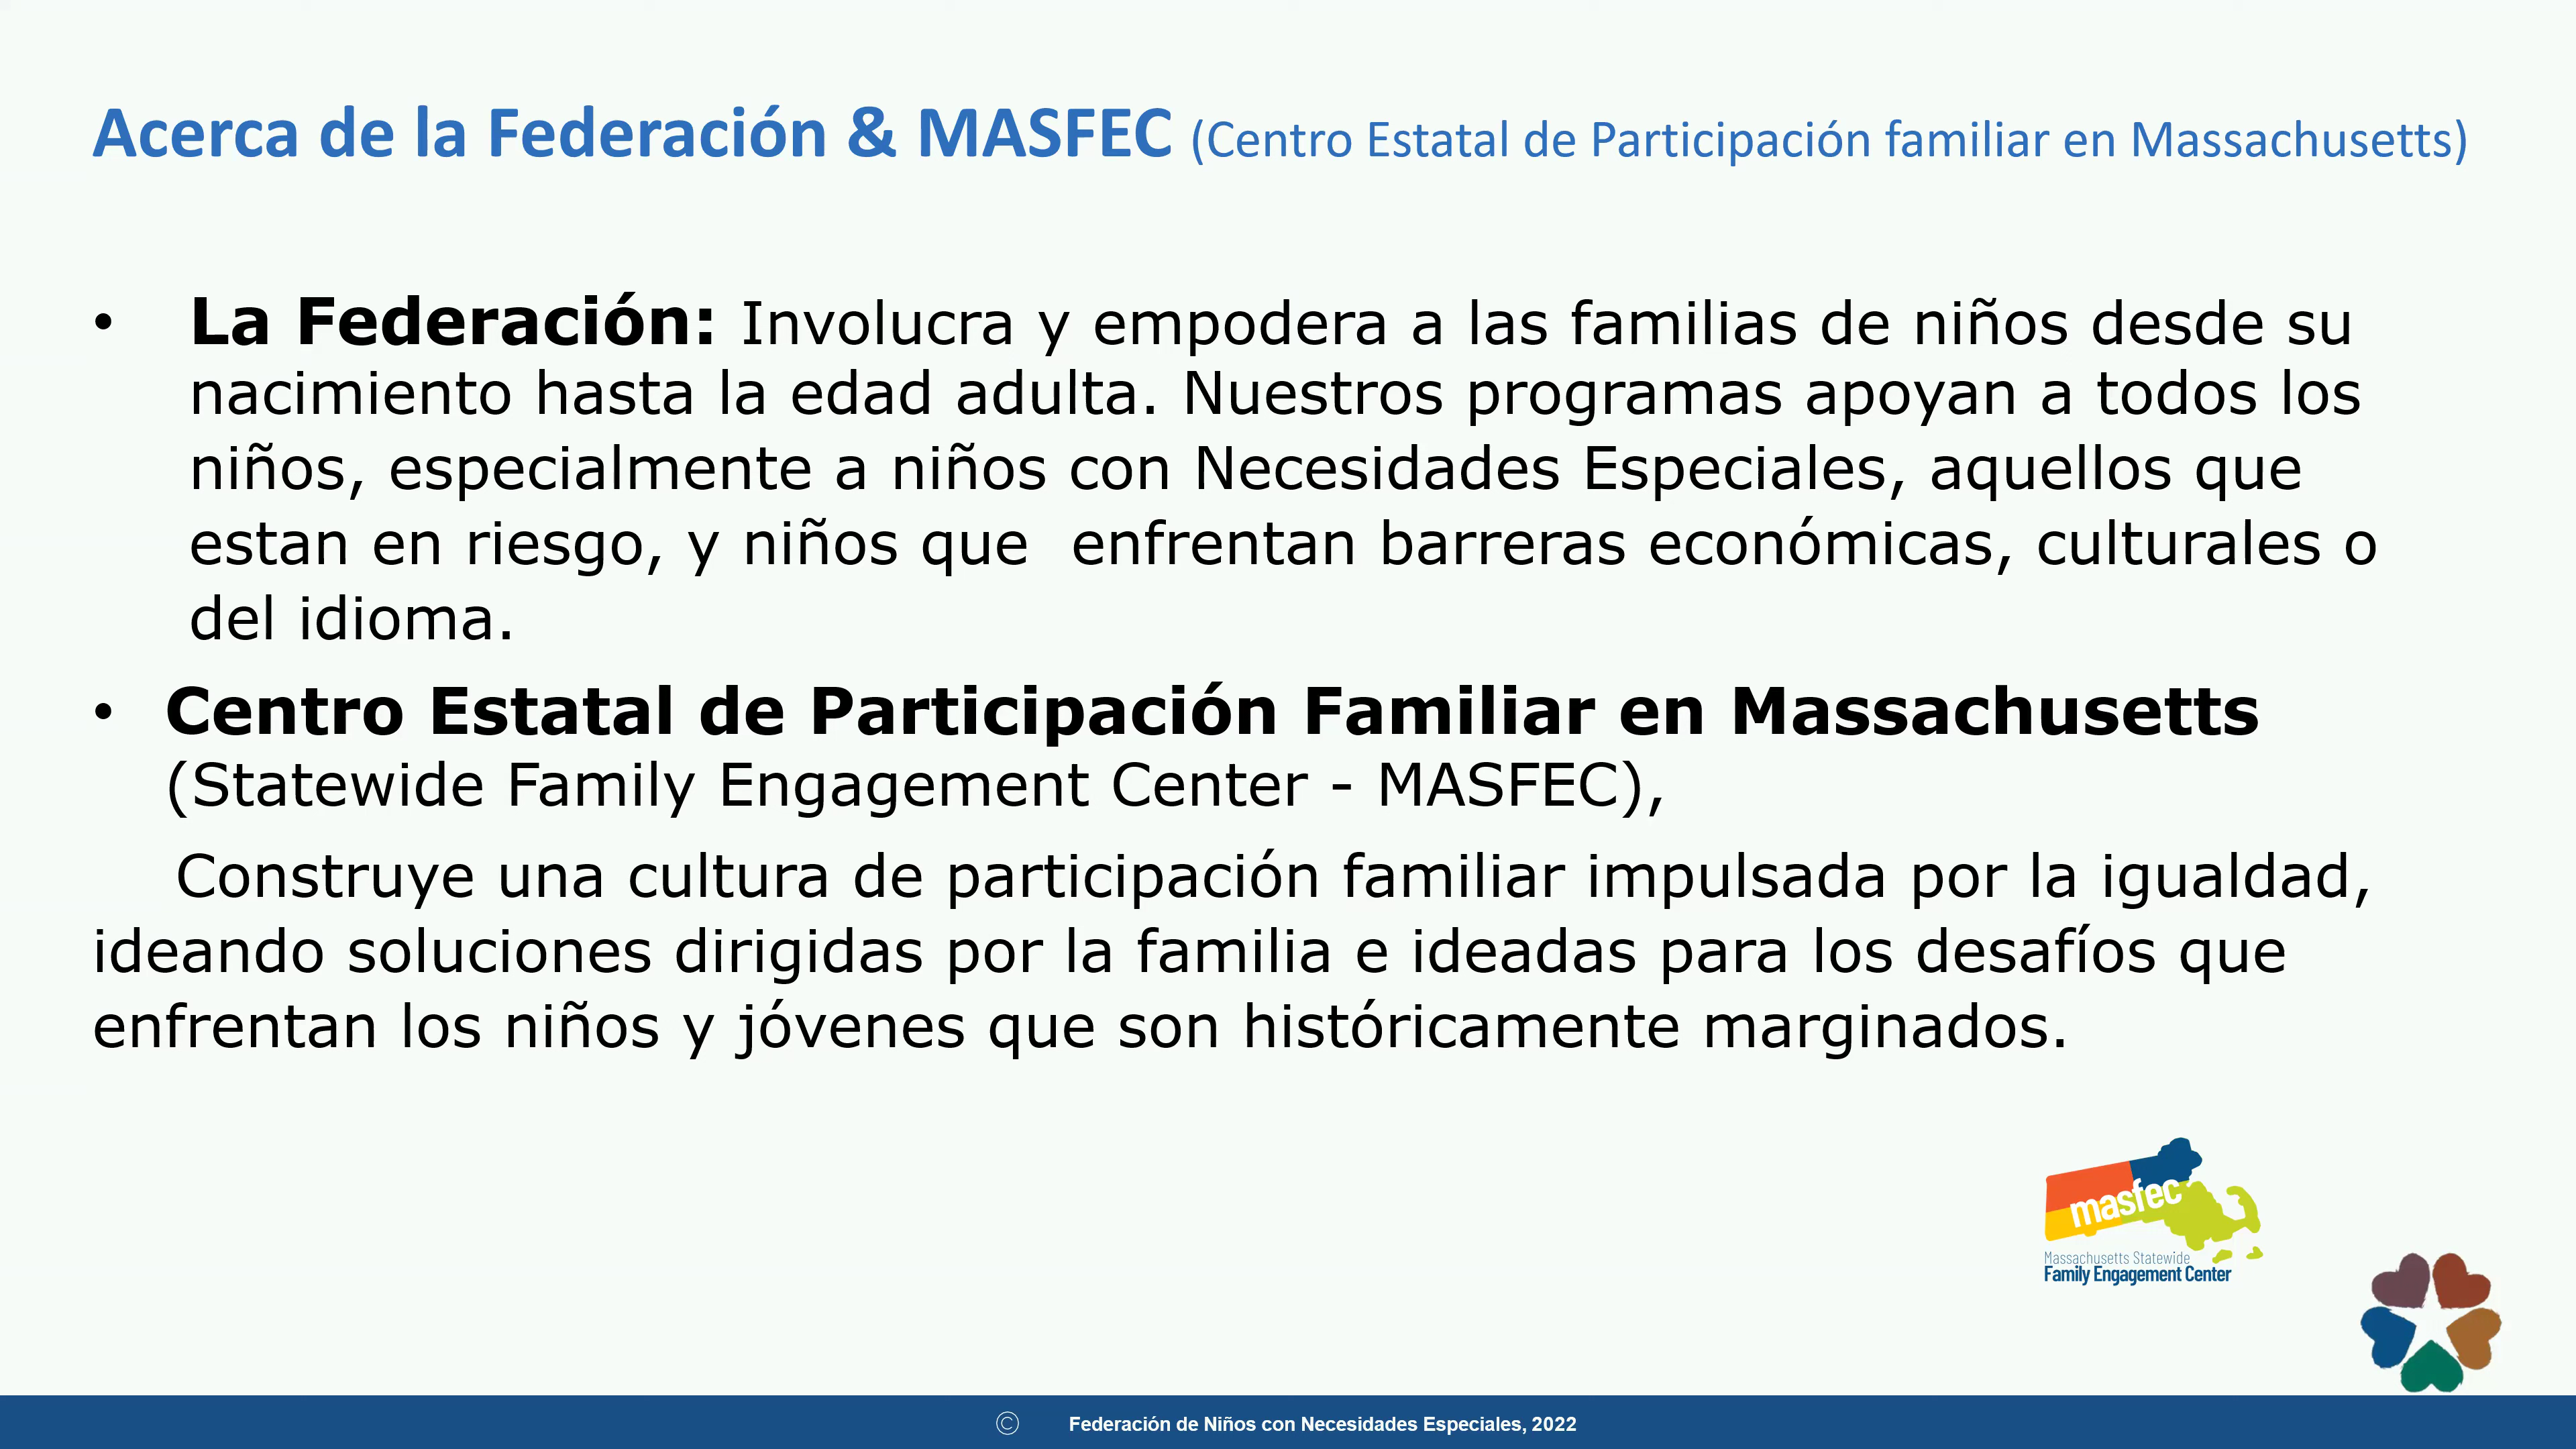 Acerca de la Federación & MASFEC (Centro Estatal de Participación familiar en Massachusetts)
• La Federación: Involucra y empodera a las familias de niños desde su
nacimiento hasta la edad adulta. Nuestros programas apoyan a todos los
niños, especialmente a niños con Necesidades Especiales, aquellos que
estan en riesgo, y niños que  enfrentan barreras económicas, culturales o
del idioma.
• Centro Estatal de Participación Familiar en Massachusetts
(Statewide Family Engagement Center - MASFEC),
Construye una cultura de participación familiar impulsada por la igualdad,
ideando soluciones dirigidas por la familia e ideadas para los desafíos que
enfrentan los niños y jóvenes que son históricamente marginados.
masfec
Massachusetts Statewide
Family Engagement Center
© Federación de Niños con Necesidades Especiales, 2022